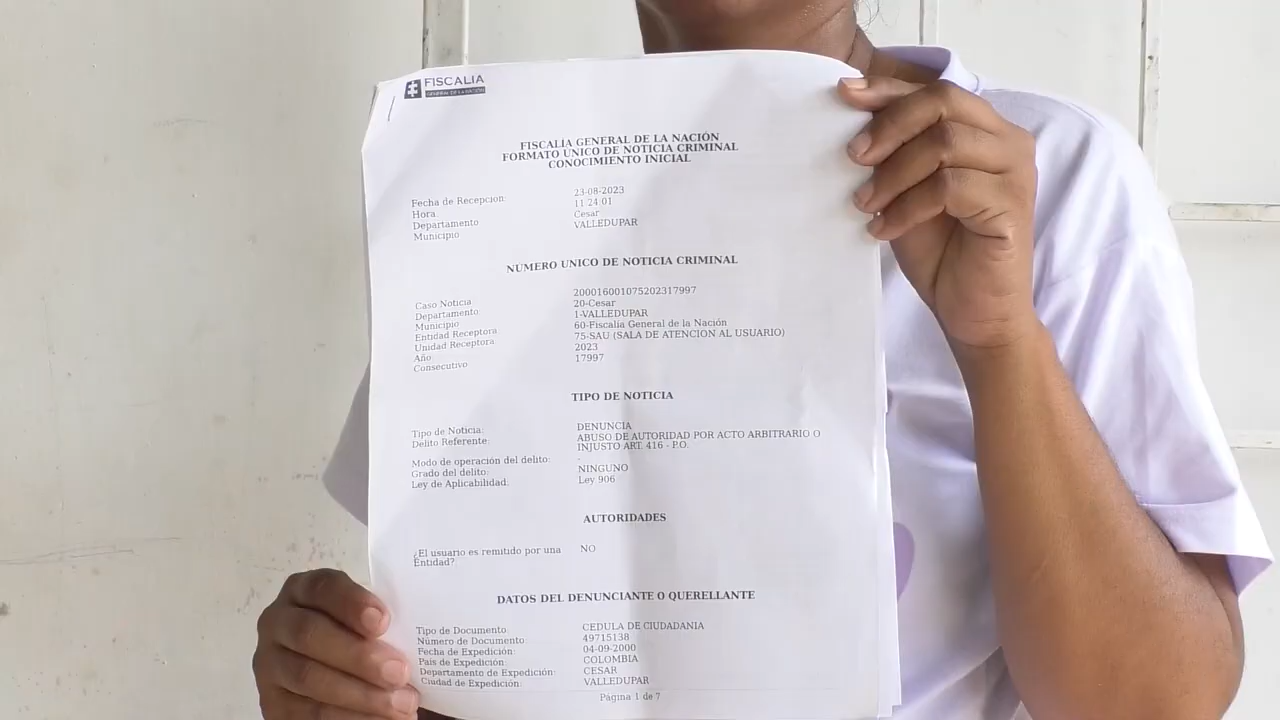 FISCALIA
GENERAL DE LA NACIÓN
FISCALÍA GENERAL DE LA NACIÓN
FORMATO UNICO DE NOTICIA CRIMINAL
CONOCIMIENTO INICIAL
Fecha de Recepcion: 23-08-2023
Hora 11:24:01
Departamento Cesar
Municipio VALLEDUPAR
NUMERO UNICO DE NOTICIA CRIMINAL
Caso Noticia 200016001075202317997
Departamento 20-Cesar
Municipio 1-VALLEDUPAR
Entidad Receptora 60-Fiscalia General de la Nación
Unidad Receptora 75-SAU (SALA DE ATENCION AL USUARIO)
Año 2023
Consecutivo 17997
TIPO DE NOTICIA
Tipo de Noticia: DENUNCIA
Delito Referente: ABUSO DE AUTORIDAD POR ACTO ARBITRARIO O
INJUSTO ART. 416 - P.O.
Modo de operación del delito: -
Grado del delito: NINGUNO
Ley de Aplicabilidad: Ley 906
AUTORIDADES
¿El usuario es remitido por una NO
Entidad?
DATOS DEL DENUNCIANTE O QUERELLANTE
Tipo de Documento: CEDULA DE CIUDADANIA
Número de Documento: 49715138
Fecha de Expedición: 04-09-2000
País de Expedición: COLOMBIA
Departamento de Expedición: CESAR
Ciudad de Expedición: VALLEDUPAR
Página 1 de 7